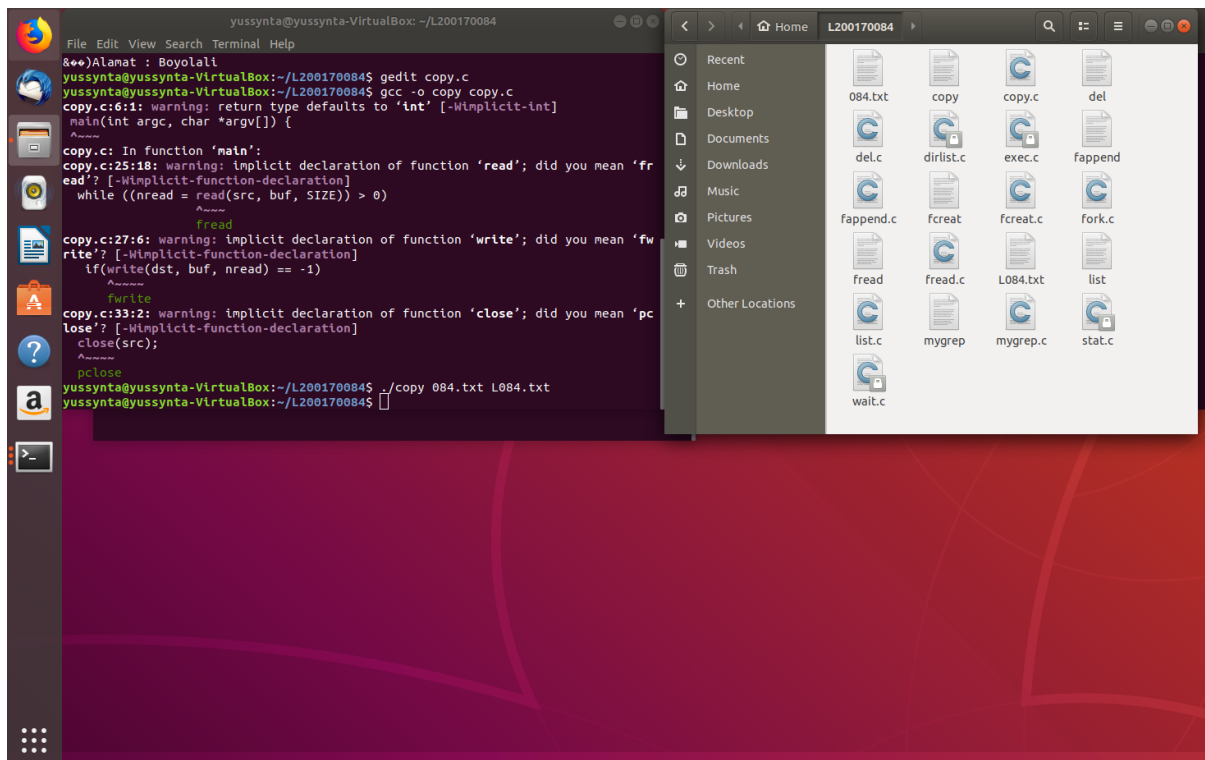 yussynta@yussynta-VirtualBox: ~/L200170084
File Edit View Search Terminal Help
&��)Alamat : Boyolali
yussynta@yussynta-VirtualBox:~/L200170084$ gedit copy.c
yussynta@yussynta-VirtualBox:~/L200170084$ gcc -o copy copy.c
copy.c:6:1: warning: return type defaults to ‘int’ [-Wimplicit-int]
main(int argc, char *argv[]) {
^~~~
copy.c: In function ‘main’:
copy.c:25:18: warning: implicit declaration of function ‘read’; did you mean ‘fr
ead’? [-Wimplicit-function-declaration]
while ((nread = read(src, buf, SIZE)) > 0)
^~~~
fread
copy.c:27:6: warning: implicit declaration of function ‘write’; did you mean ‘fw
rite’? [-Wimplicit-function-declaration]
if(write(dst, buf, nread) == -1)
^~~~~
fwrite
copy.c:33:2: warning: implicit declaration of function ‘close’; did you mean ‘pc
lose’? [-Wimplicit-function-declaration]
close(src);
^~~~~
pclose
yussynta@yussynta-VirtualBox:~/L200170084$ ./copy 084.txt L084.txt
yussynta@yussynta-VirtualBox:~/L200170084$
Home L200170084
Recent
Home
Desktop
Documents
Downloads
Music
Pictures
Videos
Trash
Other Locations
084.txt copy copy.c del
del.c dirlist.c exec.c fappend
fappend.c fcreat fcreat.c fork.c
fread fread.c L084.txt list
list.c mygrep mygrep.c stat.c
wait.c